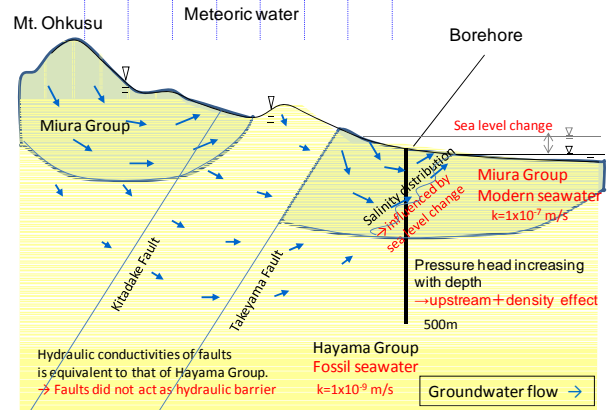 Meteoric water
Mt. Ohkusu
Borehore
Sea level change
Miura Group
Miura Group
Modern seawater
k=1x10⁻⁷ m/s
Salinity distribution
→influenced by
sea level change
Kitadake Fault
Takeyama Fault
Pressure head increasing
with depth
→upstream+density effect
500m
Hydraulic conductivities of faults
is equivalent to that of Hayama Group.
→ Faults did not act as hydraulic barrier
Hayama Group
Fossil seawater
k=1x10⁻⁹ m/s
Groundwater flow →